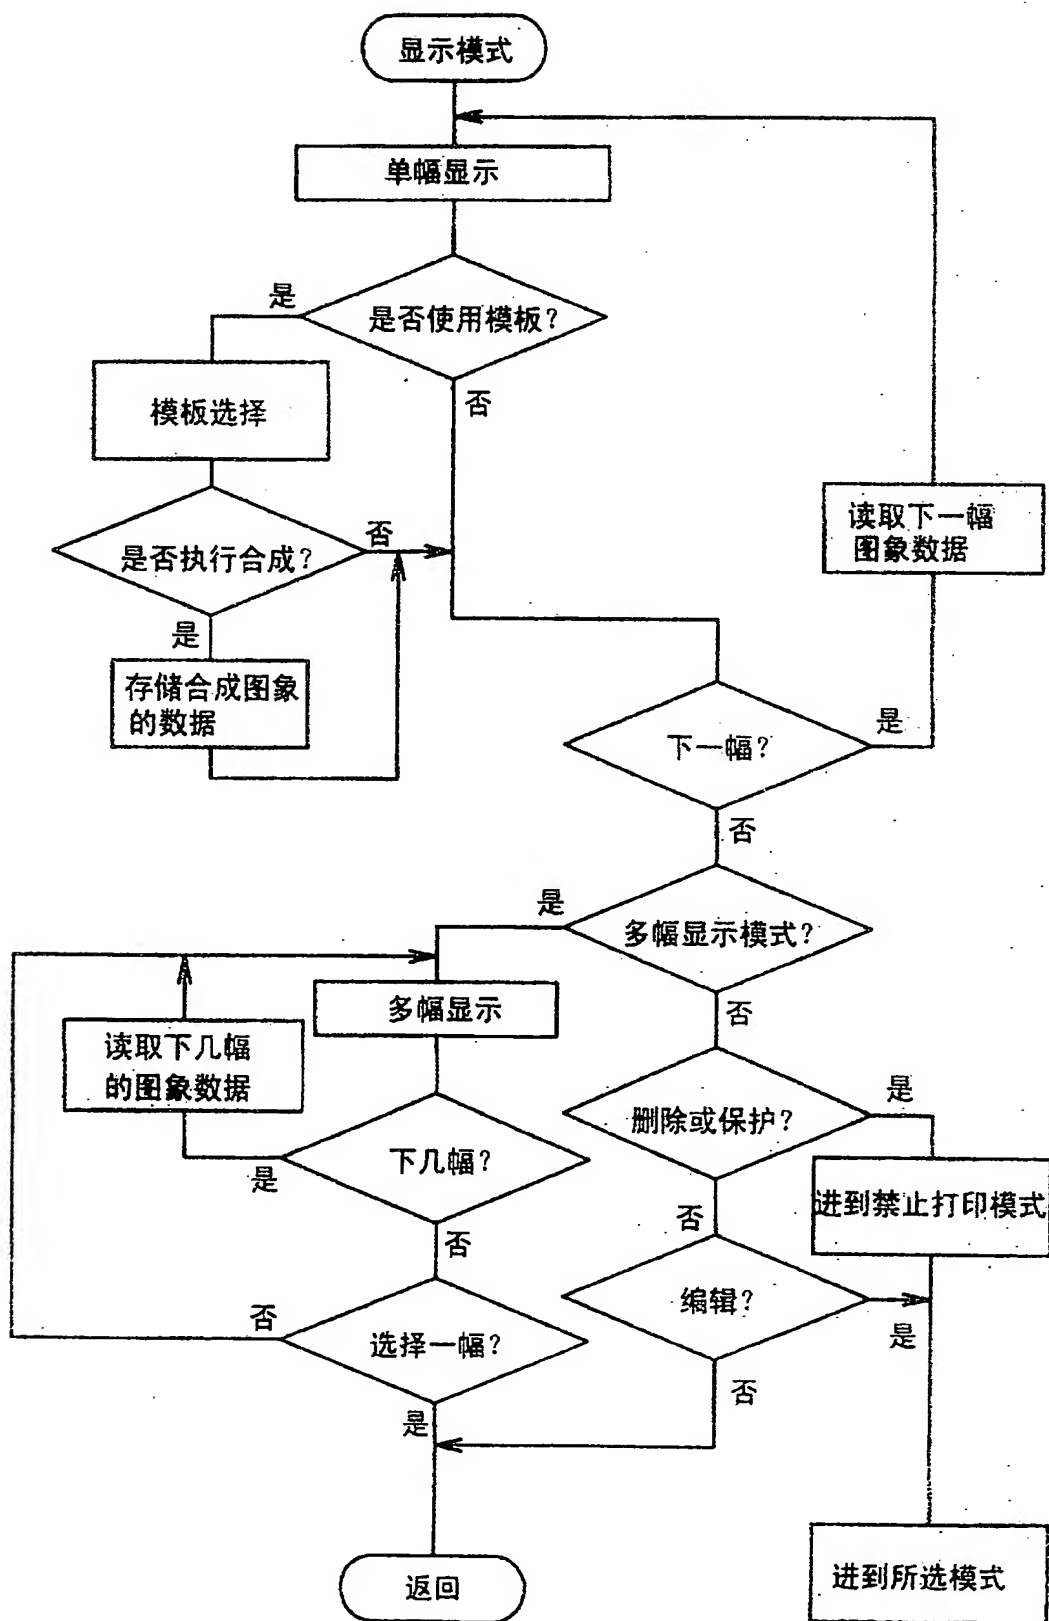 显示模式
单幅显示
是
是否使用模板?
否
模板选择
是否执行合成?
否
是
存储合成图象
的数据
读取下一幅
图象数据
下一幅?
是
否
多幅显示模式?
是
否
多幅显示
读取下几幅
的图象数据
下几幅?
是
否
选择一幅?
否
是
删除或保护?
是
否
进到禁止打印模式
编辑?
是
否
返回
进到所选模式